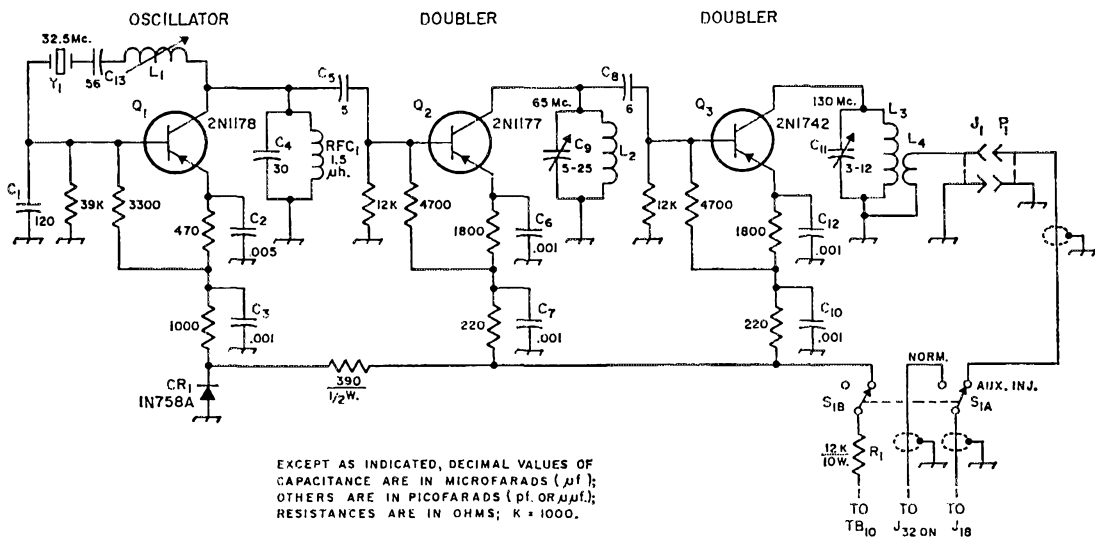 OSCILLATOR
DOUBLER
DOUBLER
32.5Mc.
Y1
56
C13
L1
Q1
2N1178
C4
30
RFC1
1.5
μh.
C5
5
Q2
2N1177
65 Mc.
C9
5-25
L2
C8
6
Q3
2N1742
130 Mc.
C11
3-12
L3
L4
J1
P1
C1
120
39K
3300
470
C2
.005
12K
4700
1800
C6
.001
12K
4700
1800
C12
.001
1000
C3
.001
220
C7
.001
220
C10
.001
CR1
1N758A
390
1/2W.
NORM.
AUX. INJ.
S1B
S1A
12K
10W.
R1
TO
TB10
TO
J32 ON
TO
J18
EXCEPT AS INDICATED, DECIMAL VALUES OF
CAPACITANCE ARE IN MICROFARADS (μf);
OTHERS ARE IN PICOFARADS (pf. OR μμf.);
RESISTANCES ARE IN OHMS; K = 1000.